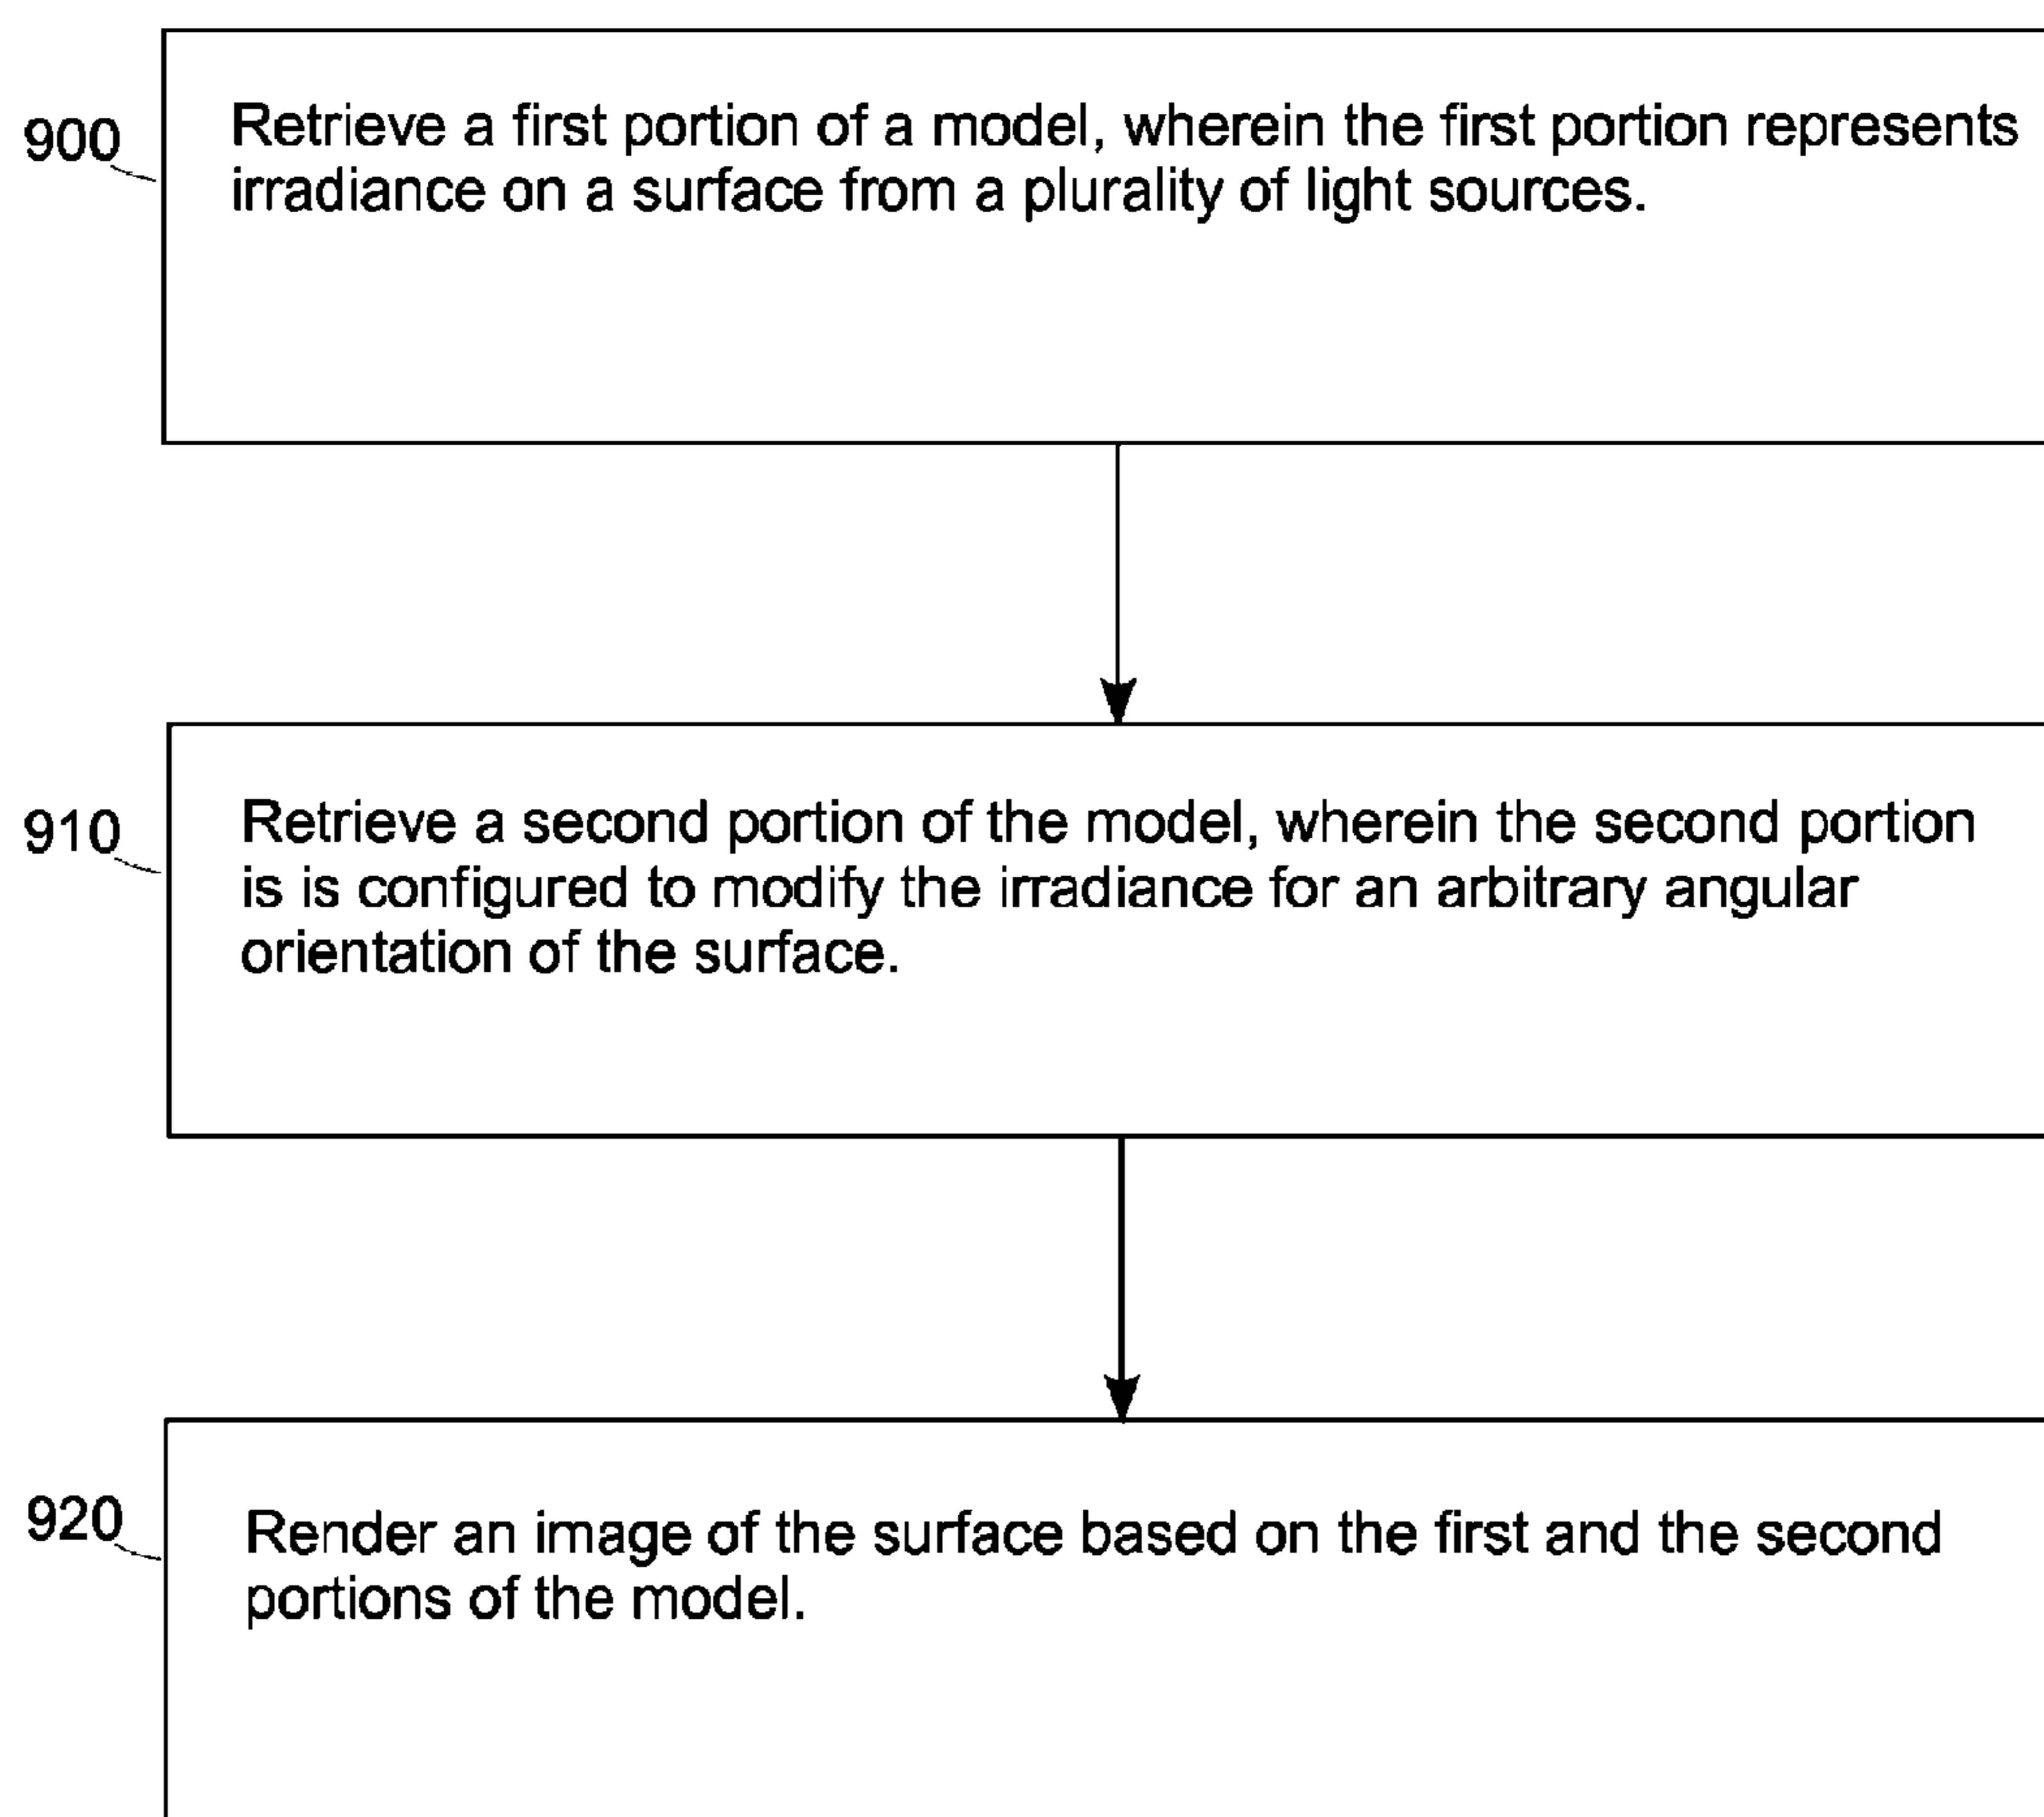 900
Retrieve a first portion of a model, wherein the first portion represents
irradiance on a surface from a plurality of light sources.
910
Retrieve a second portion of the model, wherein the second portion
is is configured to modify the irradiance for an arbitrary angular
orientation of the surface.
920
Render an image of the surface based on the first and the second
portions of the model.